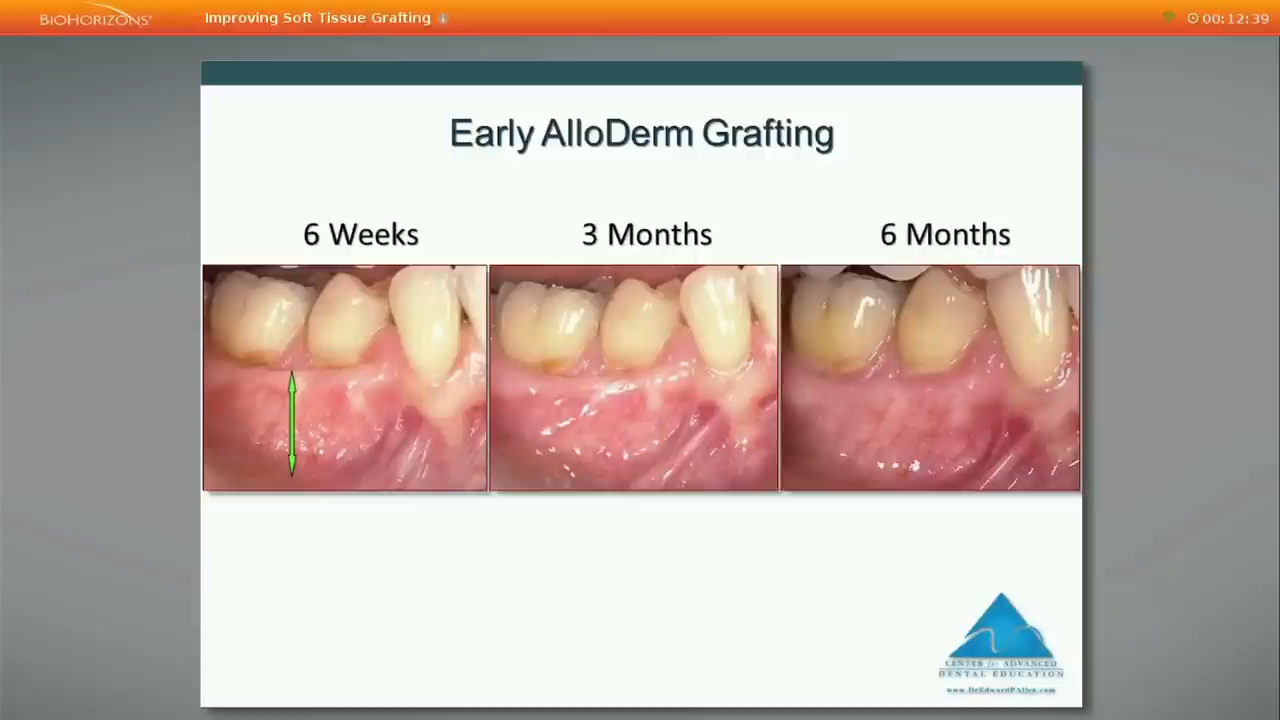 BIOHORIZONS®
Improving Soft Tissue Grafting
00:12:39
Early AlloDerm Grafting
6 Weeks
3 Months
6 Months
CENTER for ADVANCED
DENTAL EDUCATION
www.DrEdwardPAllen.com